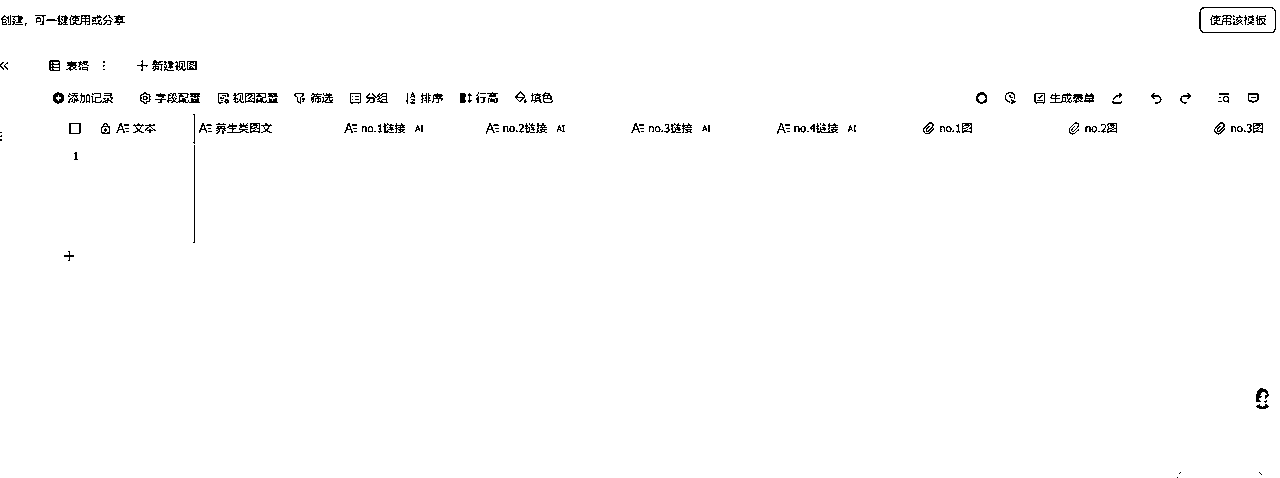 创建，可一键使用或分享 使用该模板
表格 新建视图
添加记录 字段配置 视图配置 筛选 分组 排序 行高 填色 生成表单
文本 养生类图文 no.1链接 AI no.2链接 AI no.3链接 AI no.4链接 AI no.1图 no.2图 no.3图
1